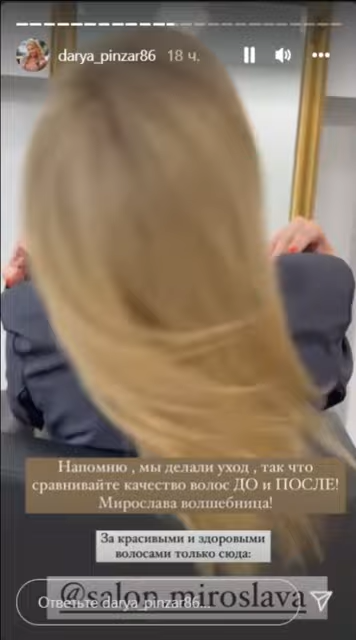 darya_pinzar86 18 ч.
Напомню , мы делали уход , так что
сравнивайте качество волос ДО и ПОСЛЕ!
Мирослава волшебница!
За красивыми и здоровыми
волосами только сюда:
@salon_miroslava
Ответьте darya_pinzar86...